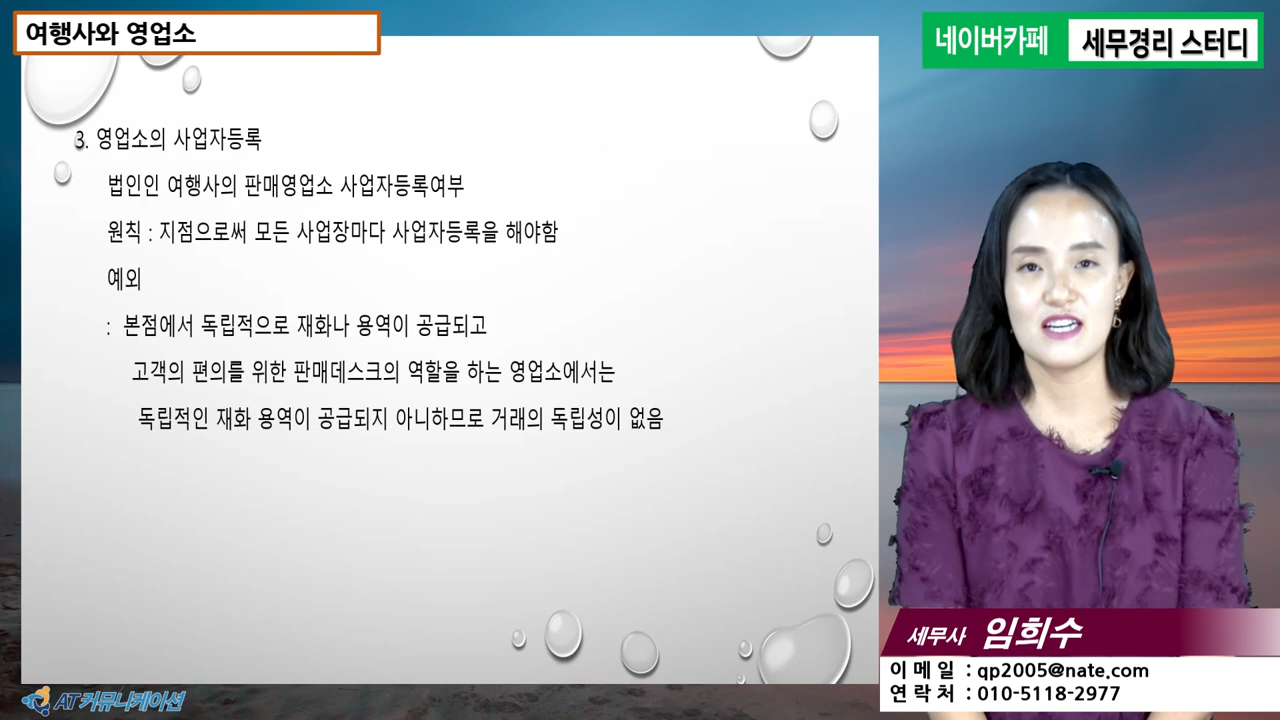 여행사와 영업소
네이버카페 세무경리 스터디
3. 영업소의 사업자등록
법인인 여행사의 판매영업소 사업자등록여부
원칙 : 지점으로써 모든 사업장마다 사업자등록을 해야함
예외
: 본점에서 독립적으로 재화나 용역이 공급되고
고객의 편의를 위한 판매데스크의 역할을 하는 영업소에서는
독립적인 재화 용역이 공급되지 아니하므로 거래의 독립성이 없음
세무사 임희수
이 메 일 : qp2005@nate.com
연 락 처 : 010-5118-2977
AT커뮤니케이션